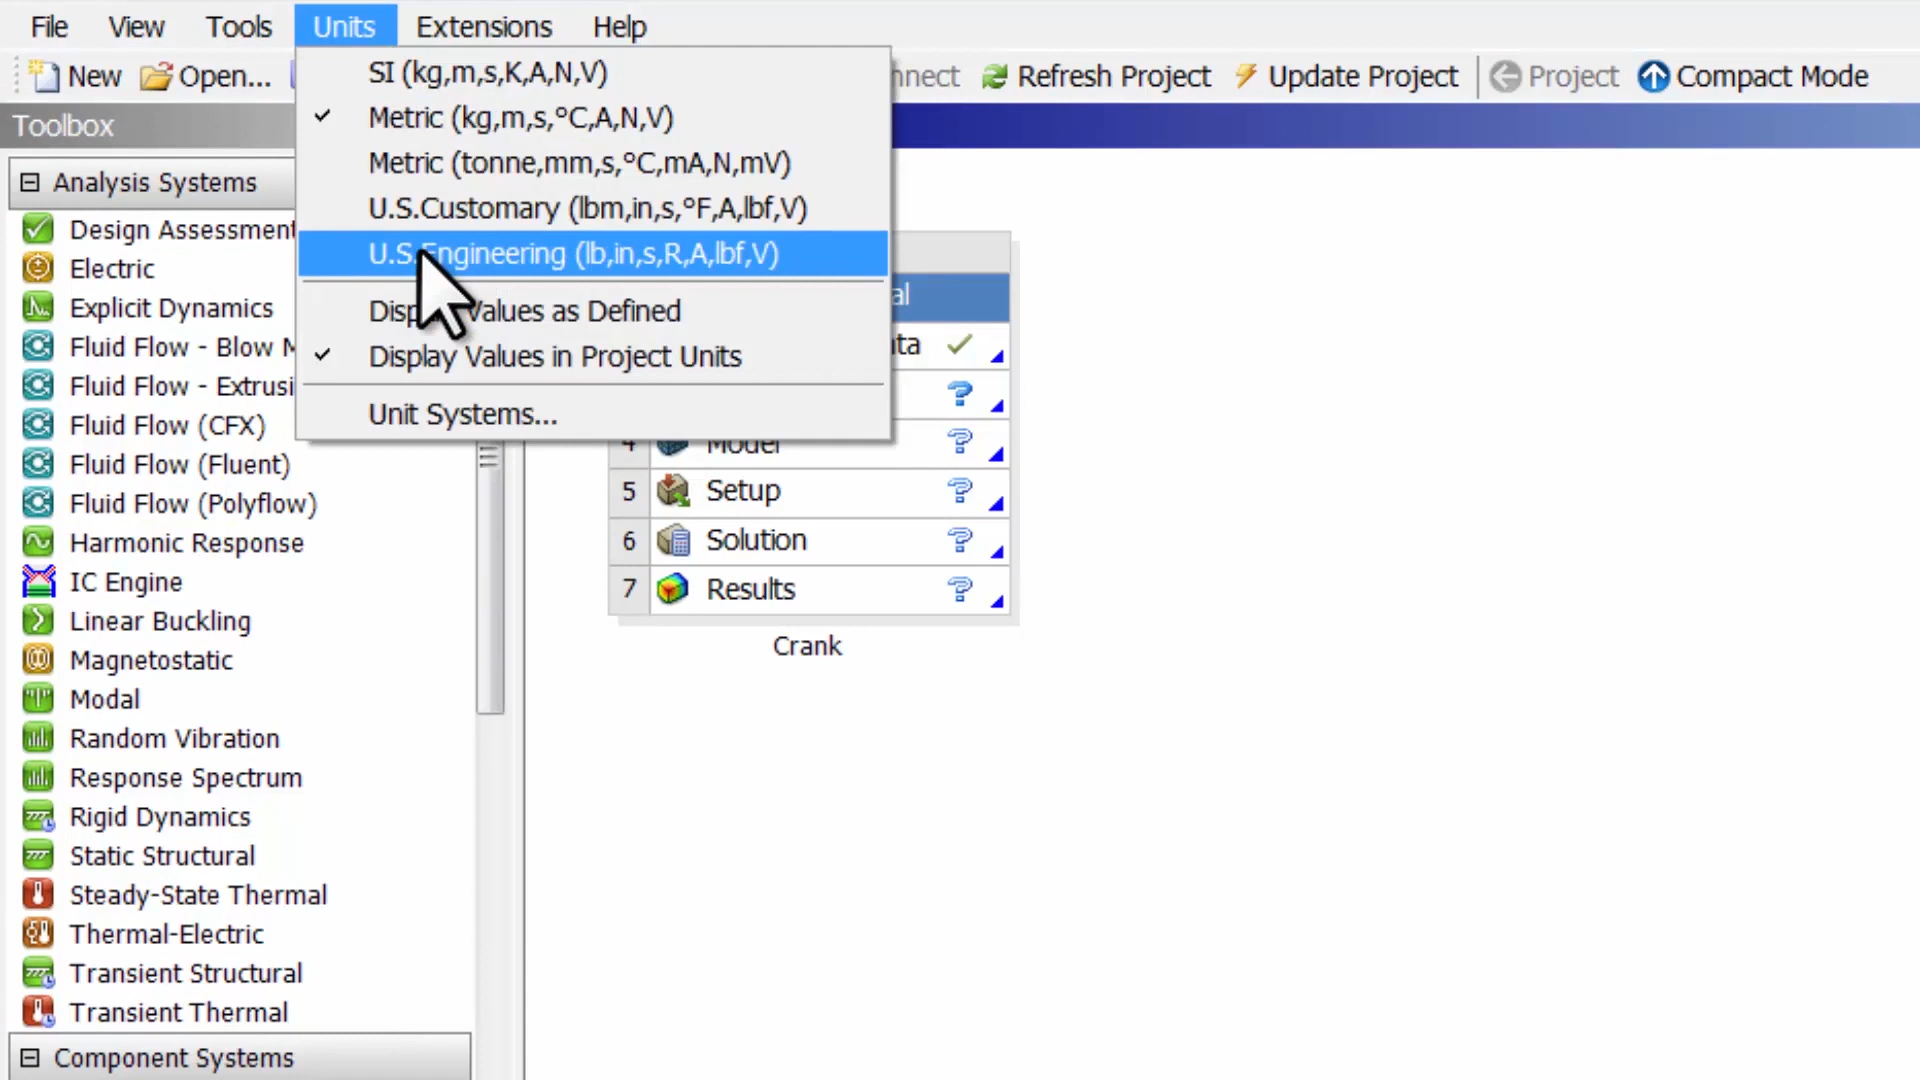 File View Tools Units Extensions Help
New Open... Refresh Project Update Project Project Compact Mode
Toolbox
SI (kg,m,s,K,A,N,V)
Metric (kg,m,s,°C,A,N,V)
Metric (tonne,mm,s,°C,mA,N,mV)
U.S.Customary (lbm,in,s,°F,A,lbf,V)
U.S.Engineering (lb,in,s,R,A,lbf,V)
Display Values as Defined
Display Values in Project Units
Unit Systems...
Analysis Systems
Design Assessment
Electric
Explicit Dynamics
Fluid Flow - Blow M
Fluid Flow - Extrusi
Fluid Flow (CFX)
Fluid Flow (Fluent)
Fluid Flow (Polyflow)
Harmonic Response
IC Engine
Linear Buckling
Magnetostatic
Modal
Random Vibration
Response Spectrum
Rigid Dynamics
Static Structural
Steady-State Thermal
Thermal-Electric
Transient Structural
Transient Thermal
Component Systems
4 Model
5 Setup
6 Solution
7 Results
Crank